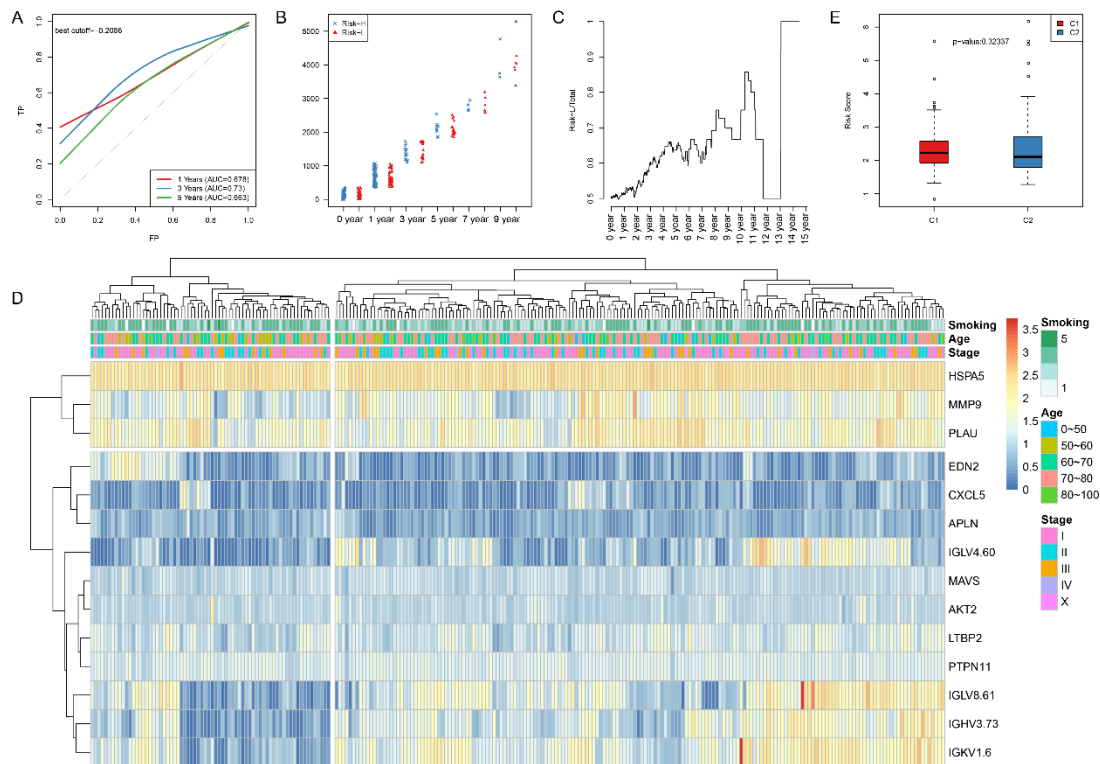 A
best cutoff=-0.2086
TP
0.0
0.2
0.4
0.6
0.8
1.0
0.0
0.2
0.4
0.6
0.8
1.0
FP
1 Years (AUC=0.678)
3 Years (AUC=0.73)
5 Years (AUC=0.663)
B
Risk-H
Risk-L
0
1000
2000
3000
4000
5000
0 year
1 year
3 year
5 year
7 year
9 year
C
Risk-L/Total
0.5
0.6
0.7
0.8
0.9
1
0 year
1 year
2 year
3 year
4 year
5 year
6 year
7 year
8 year
9 year
10 year
11 year
12 year
13 year
14 year
15 year
E
C1
C2
p-value:0.32337
Risk Score
1
2
3
4
5
6
C1
C2
D
Smoking
Age
Stage
HSPA5
MMP9
PLAU
EDN2
CXCL5
APLN
IGLV4.60
MAVS
AKT2
LTBP2
PTPN11
IGLV8.61
IGHV3.73
IGKV1.6
3.5
3
2.5
2
1.5
1
0.5
0
Smoking
5
1
Age
0~50
50~60
60~70
70~80
80~100
Stage
I
II
III
IV
X